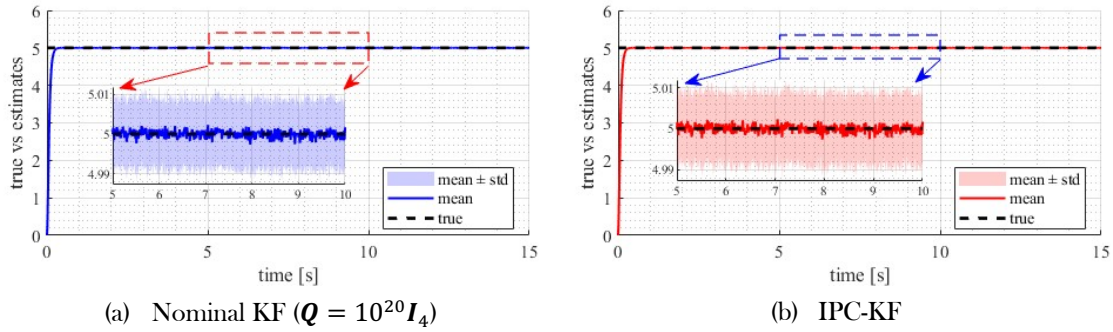 6
5
4
3
2
1
0
true vs estimates
5.01
5
4.99
5 6 7 8 9 10
mean ± std
mean
true
0 5 10 15
time [s]
(a) Nominal KF (Q = 10²⁰I₄)
6
5
4
3
2
1
0
true vs estimates
5.01
5
4.99
5 6 7 8 9 10
mean ± std
mean
true
0 5 10 15
time [s]
(b) IPC-KF